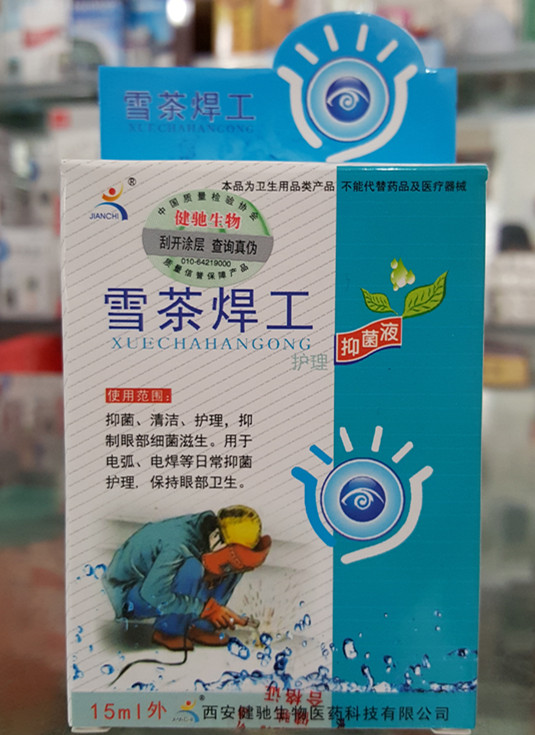 雪茶焊工
XUECHAHANGONG
JIANCHI
®
本品为卫生用品类产品 不能代替药品及医疗器械
中国质量检验协会
健驰生物
刮开涂层 查询真伪
010-64219000
质量信誉保障产品
雪茶焊工
XUECHAHANGONG
护理
抑菌液
使用范围:
抑菌、清洁、护理,抑
制眼部细菌滋生。用于
电弧、电焊等日常抑菌
护理,保持眼部卫生。
合格证
15ml/外
西安健驰生物医药科技有限公司